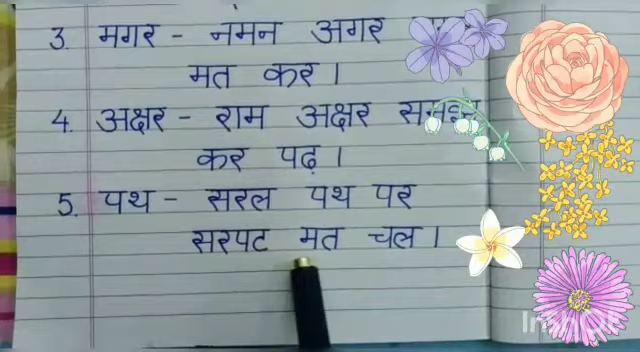 3. मगर - नमन अगर
मत कर ।
4. अक्षर - राम अक्षर समझ
कर पढ़ ।
5. पथ - सरल पथ पर
सरपट मत चल ।